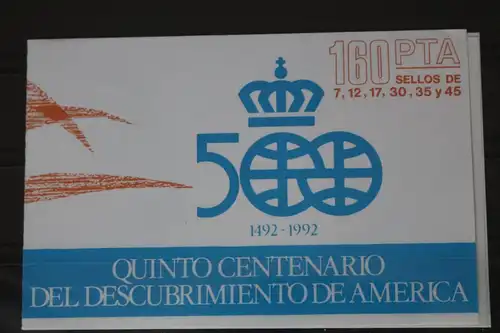 160 PTA
SELLOS DE
7, 12, 17, 30, 35 y 45
500
1492-1992
QUINTO CENTENARIO
DEL DESCUBRIMIENTO DE AMERICA